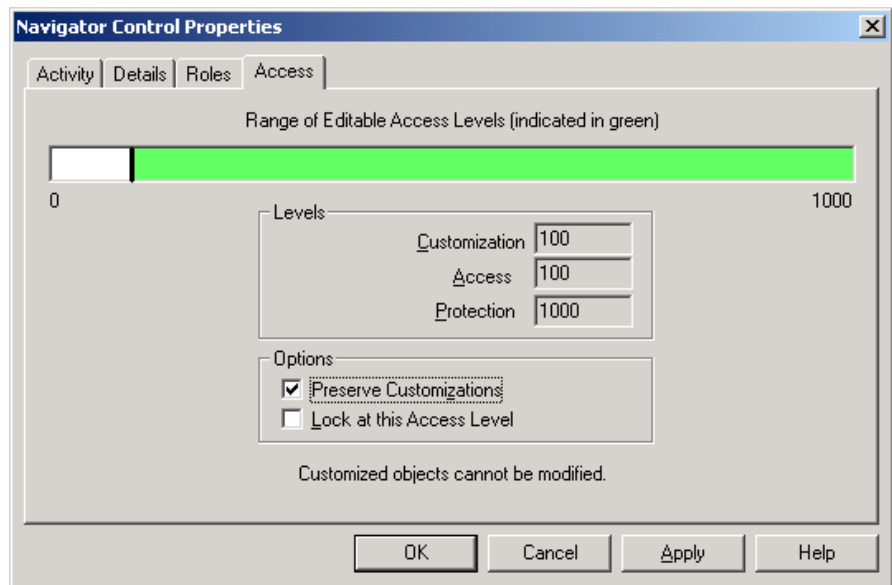 Navigator Control Properties
Activity Details Roles Access
Range of Editable Access Levels (indicated in green)
0 1000
Levels
Customization 100
Access 100
Protection 1000
Options
Preserve Customizations
Lock at this Access Level
Customized objects cannot be modified.
OK Cancel Apply Help